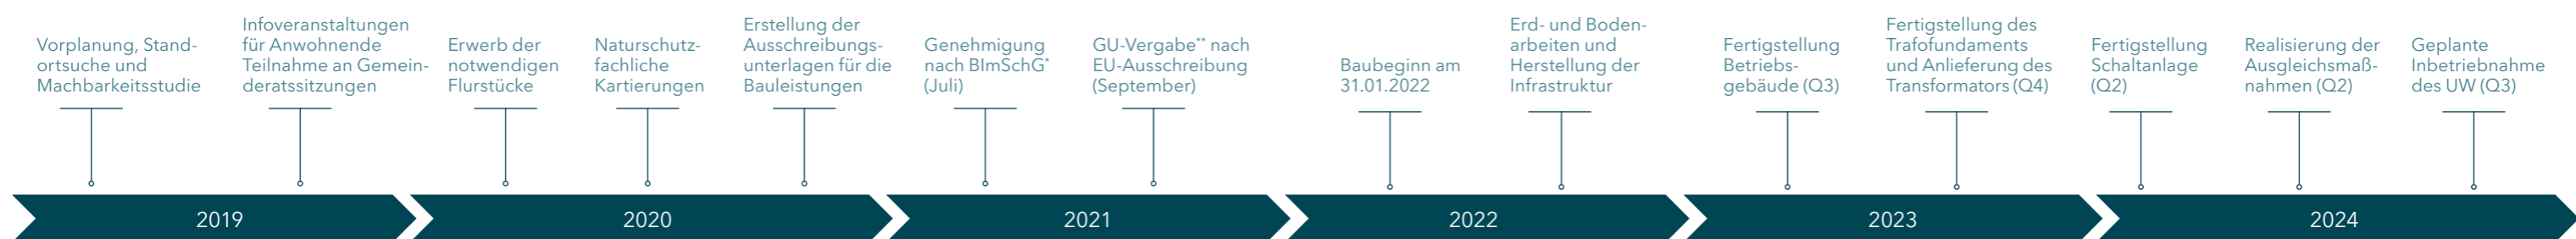 Vorplanung, Stand-
ortsuche und
Machbarkeitsstudie
Infoveranstaltungen
für Anwohnende
Teilnahme an Gemein-
deratssitzungen
Erwerb der
notwendigen
Flurstücke
Naturschutz-
fachliche
Kartierungen
Erstellung der
Ausschreibungs-
unterlagen für die
Bauleistungen
Genehmigung
nach BImSchG*
(Juli)
GU-Vergabe** nach
EU-Ausschreibung
(September)
Baubeginn am
31.01.2022
Erd- und Boden-
arbeiten und
Herstellung der
Infrastruktur
Fertigstellung
Betriebs-
gebäude (Q3)
Fertigstellung des
Trafofundaments
und Anlieferung des
Transformators (Q4)
Fertigstellung
Schaltanlage
(Q2)
Realisierung der
Ausgleichsmaß-
nahmen (Q2)
Geplante
Inbetriebnahme
des UW (Q3)
2019
2020
2021
2022
2023
2024